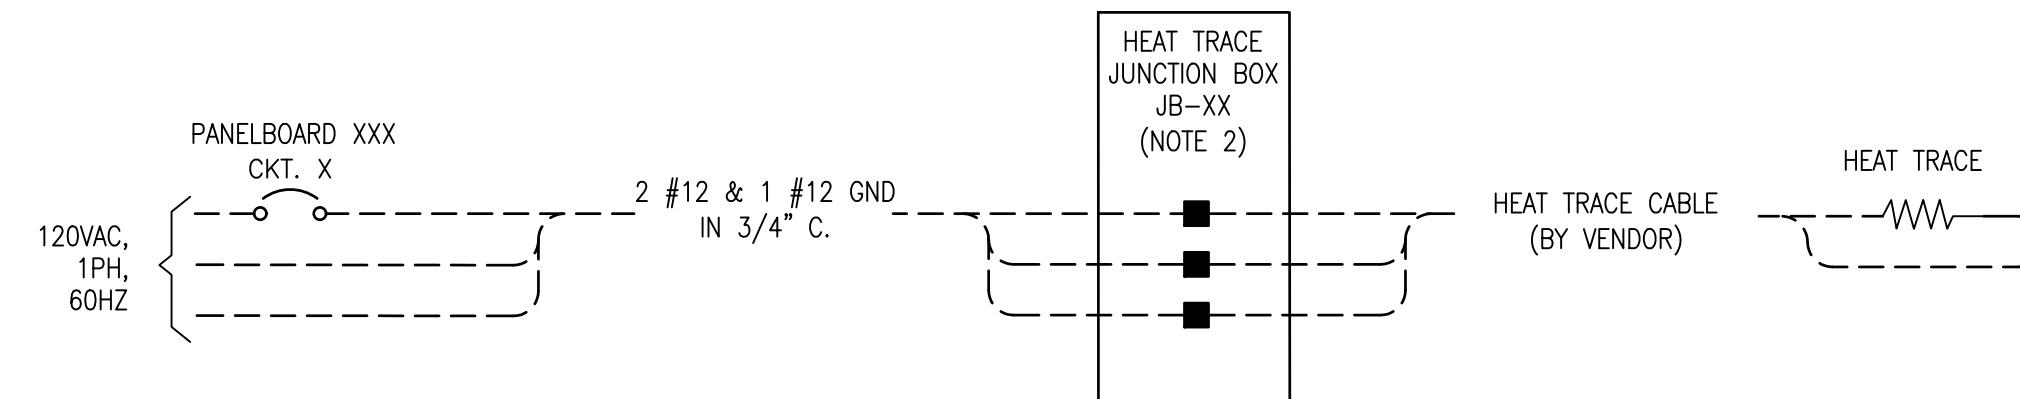 HEAT TRACE
JUNCTION BOX
JB-XX
(NOTE 2)
PANELBOARD XXX
CKT. X
120VAC,
1PH,
60HZ
2 #12 & 1 #12 GND
IN 3/4" C.
HEAT TRACE CABLE
(BY VENDOR)
HEAT TRACE